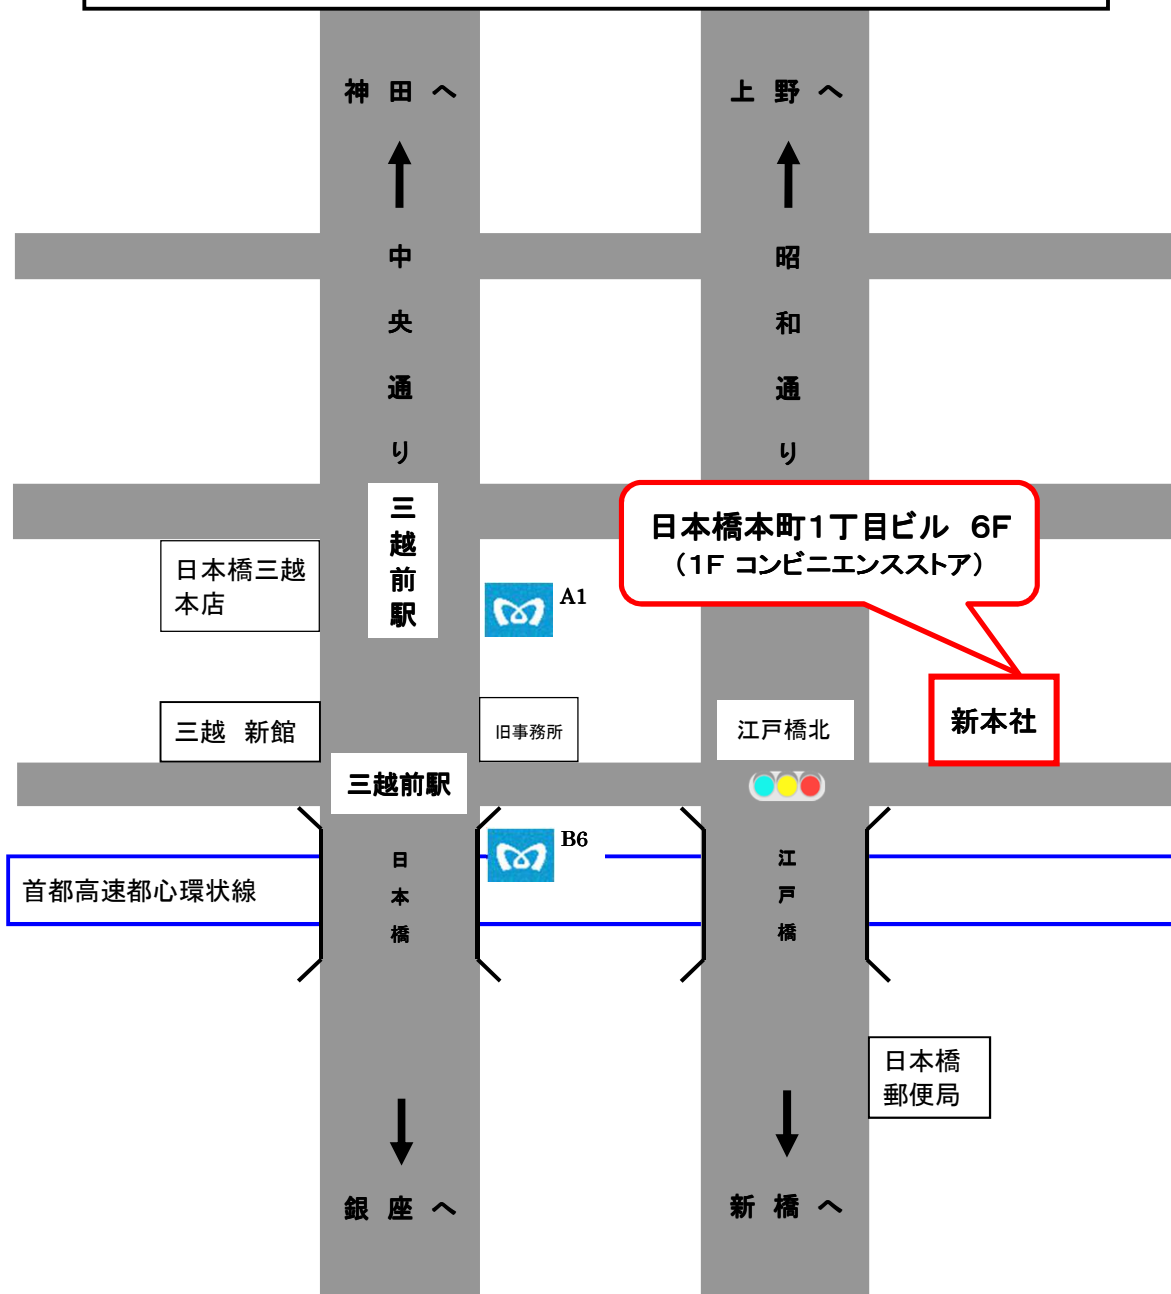 神 田 へ
上 野 へ
中央通り
昭和通り
三越前駅
日本橋本町1丁目ビル 6F
(1F コンビニエンスストア)
日本橋三越
本店
A1
三越 新館
旧事務所
江戸橋北
新本社
三越前駅
B6
日本橋
江戸橋
首都高速都心環状線
日本橋
郵便局
銀 座 へ
新 橋 へ